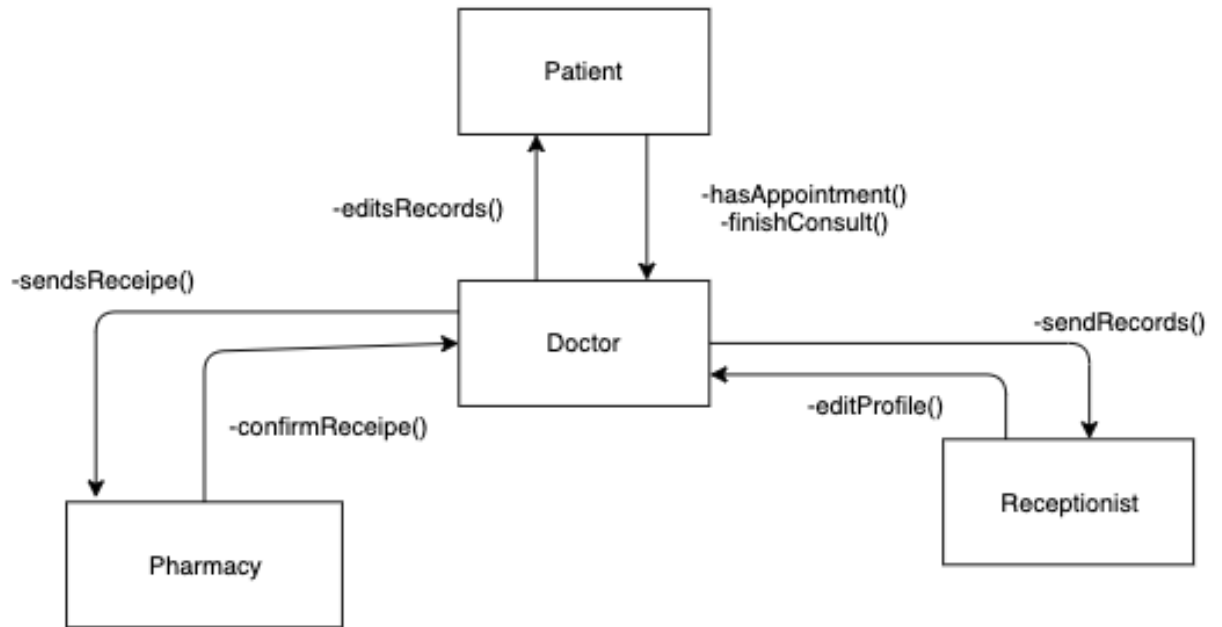 Patient
-editsRecords()
-hasAppointment()
-finishConsult()
-sendsReceipe()
Doctor
-sendRecords()
-editProfile()
-confirmReceipe()
Receptionist
Pharmacy